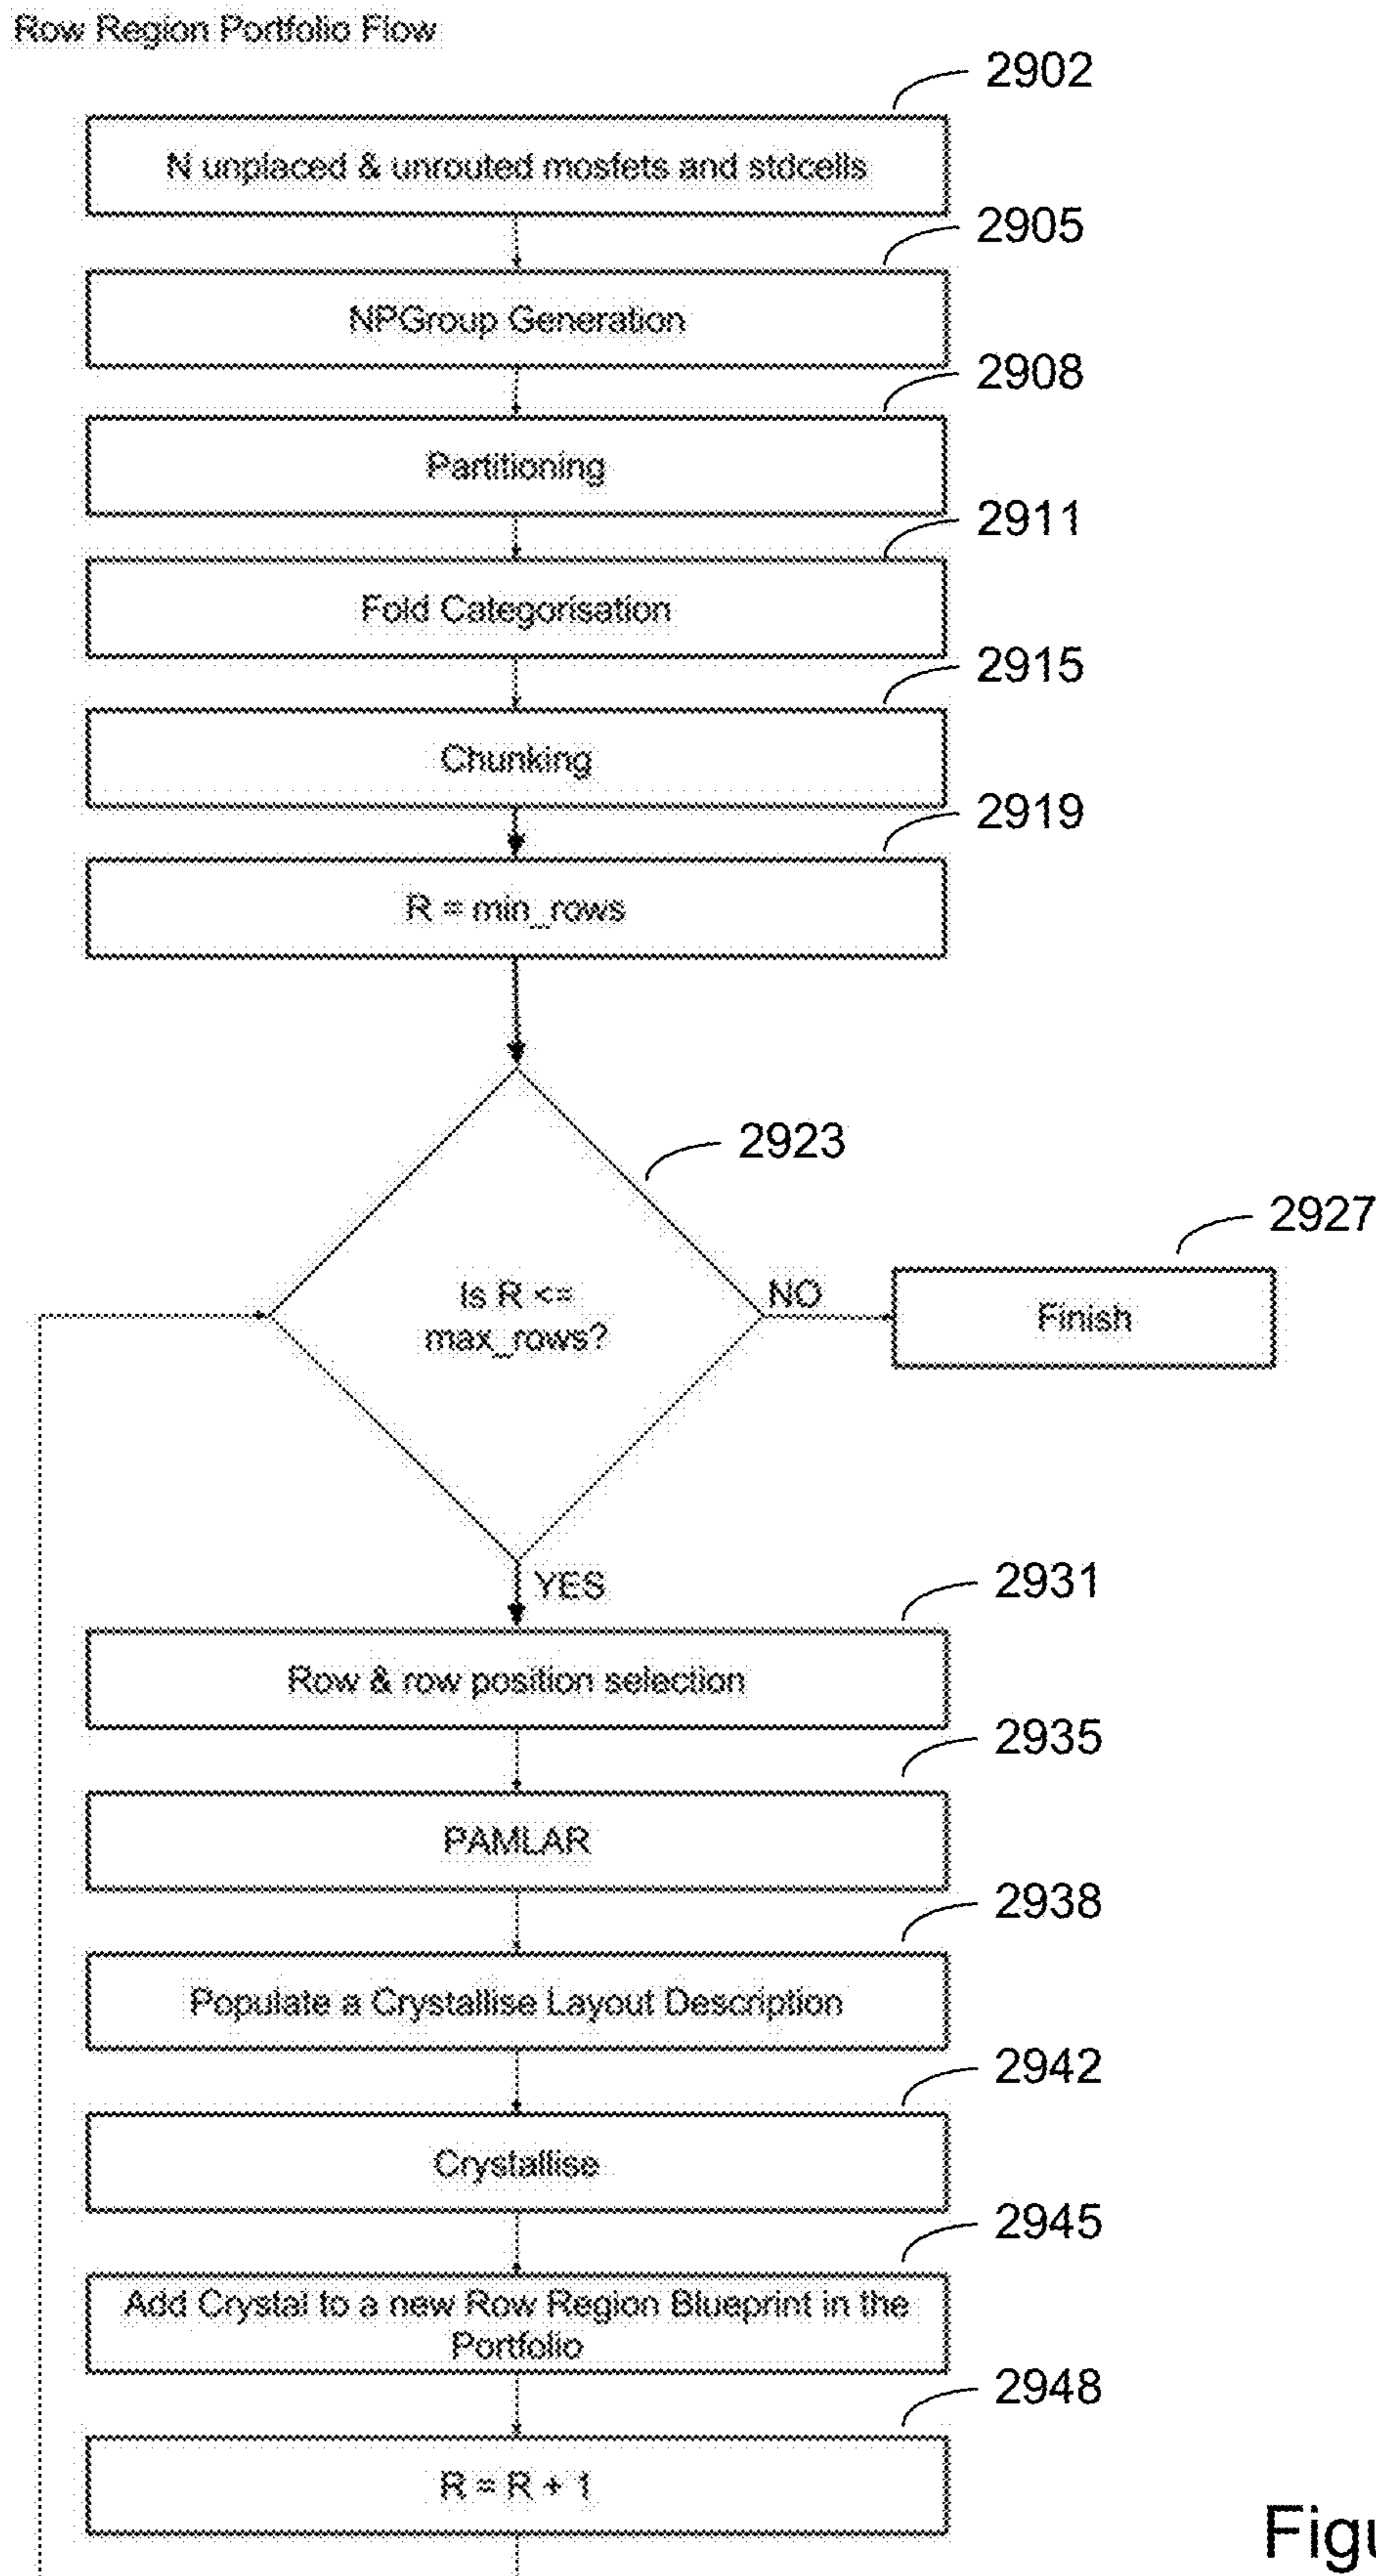 Row Region Portfolio Flow
2902
N unplaced & unrouted mosfets and stdcells
2905
NPGroup Generation
2908
Partitioning
2911
Fold Categorisation
2915
Chunking
2919
R = min_rows
2923
Is R <=
max_rows?
NO
2927
Finish
YES
2931
Row & row position selection
2935
PAMLAR
2938
Populate a Crystallise Layout Description
2942
Crystallise
2945
Add Crystal to a new Row Region Blueprint in the
Portfolio
2948
R = R + 1
Figu